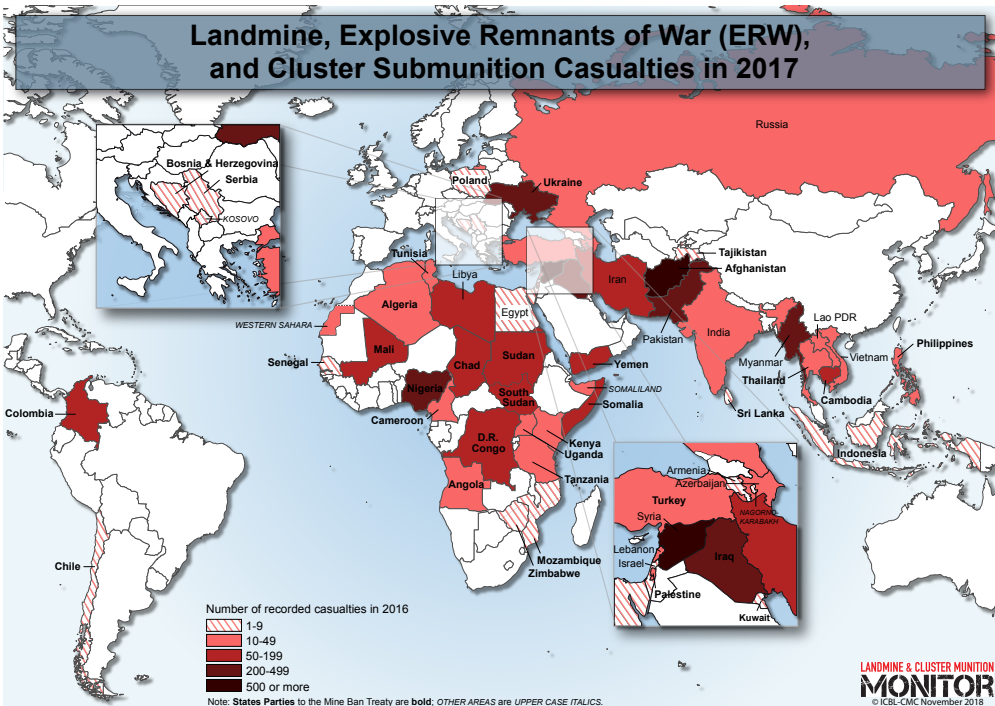 Landmine, Explosive Remnants of War (ERW),
and Cluster Submunition Casualties in 2017
Russia
Bosnia & Herzegovina
Serbia
KOSOVO
Poland
Ukraine
Tunisia
Libya
Algeria
Egypt
WESTERN SAHARA
Mali
Chad
Sudan
Senegal
Nigeria
South
Sudan
Cameroon
D.R.
Congo
Angola
Kenya
Uganda
Tanzania
Mozambique
Zimbabwe
Yemen
SOMALILAND
Somalia
Iran
Tajikistan
Afghanistan
Pakistan
India
Lao PDR
Myanmar
Vietnam
Thailand
Philippines
Cambodia
Sri Lanka
Indonesia
Colombia
Chile
Armenia
Azerbaijan
Turkey
NAGORNO-
KARABAKH
Syria
Lebanon
Israel
Iraq
Palestine
Kuwait
Number of recorded casualties in 2016
1-9
10-49
50-199
200-499
500 or more
Note: States Parties to the Mine Ban Treaty are bold; OTHER AREAS are UPPER CASE ITALICS.
LANDMINE & CLUSTER MUNITION
MONITOR
© ICBL-CMC November 2018